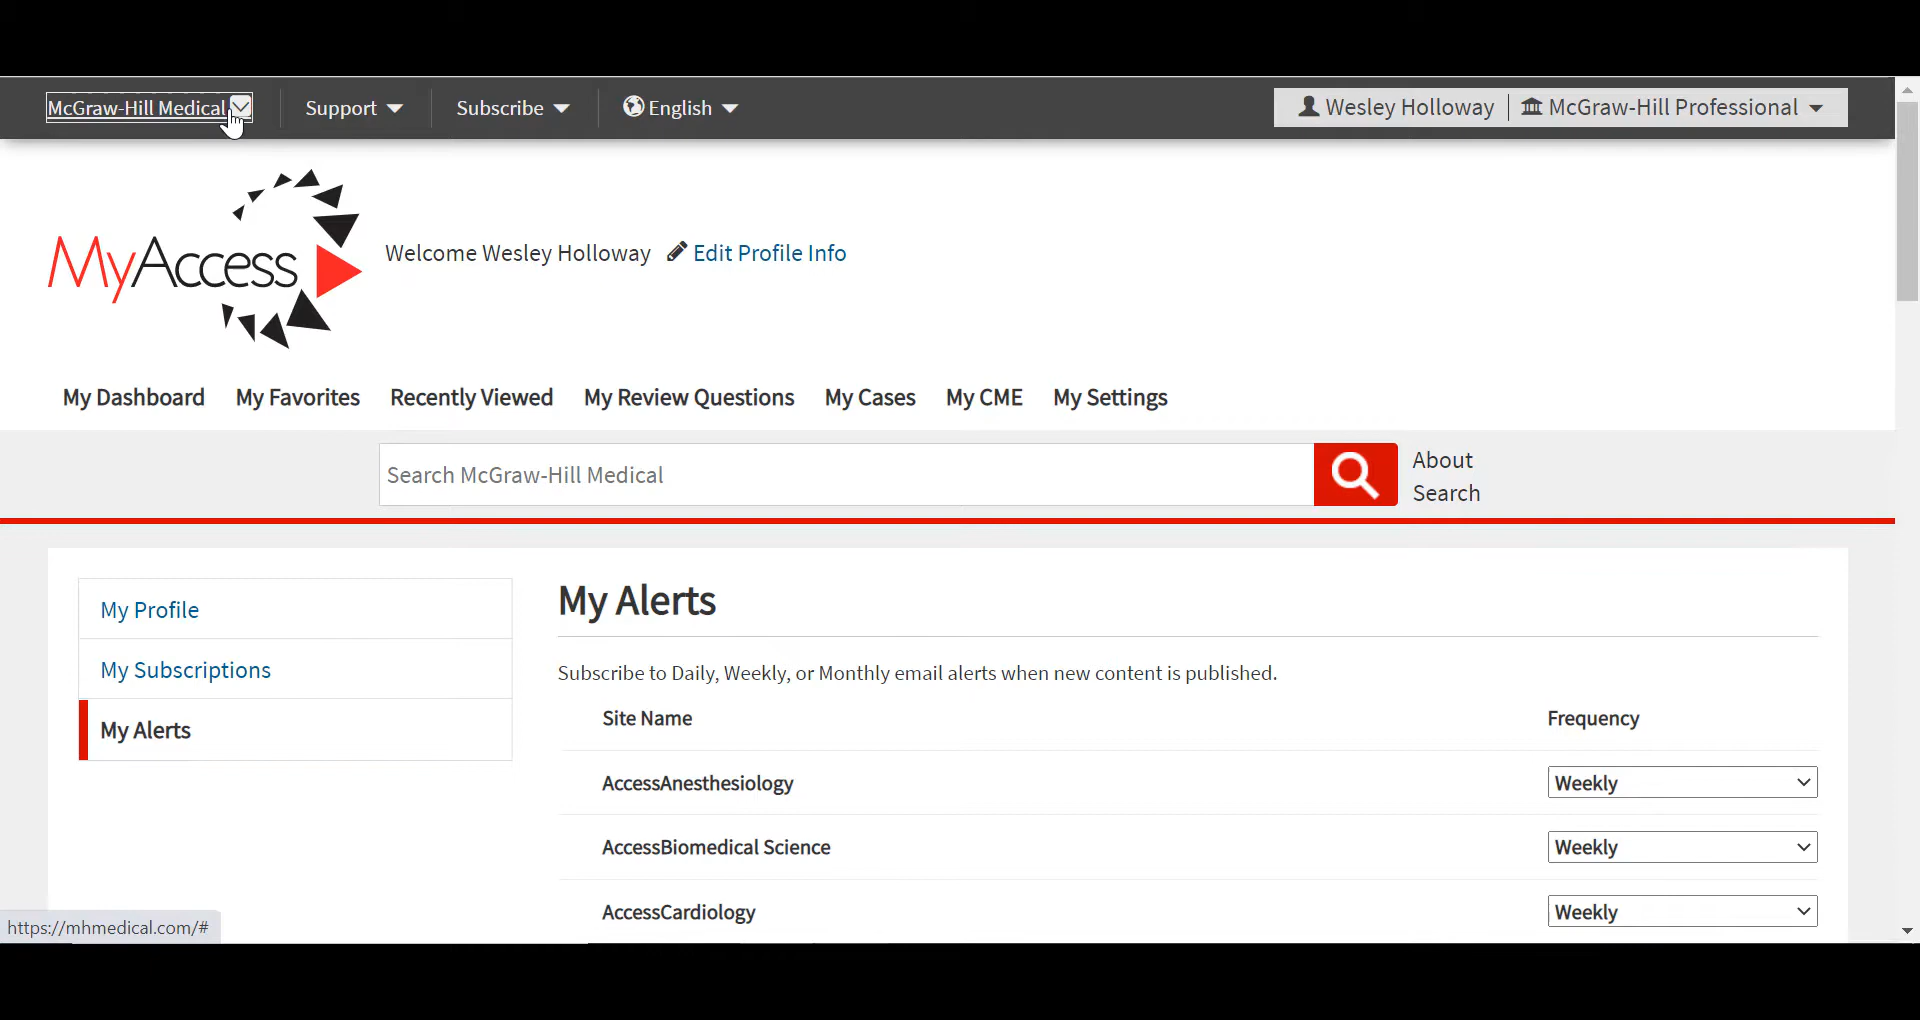 McGraw-Hill Medical
Support
Subscribe
English
Wesley Holloway
McGraw-Hill Professional
MyAccess
Welcome Wesley Holloway
Edit Profile Info
My Dashboard
My Favorites
Recently Viewed
My Review Questions
My Cases
My CME
My Settings
Search McGraw-Hill Medical
About
Search
My Profile
My Subscriptions
My Alerts
My Alerts
Subscribe to Daily, Weekly, or Monthly email alerts when new content is published.
Site Name
Frequency
AccessAnesthesiology
Weekly
AccessBiomedical Science
Weekly
AccessCardiology
Weekly
https://mhmedical.com/#